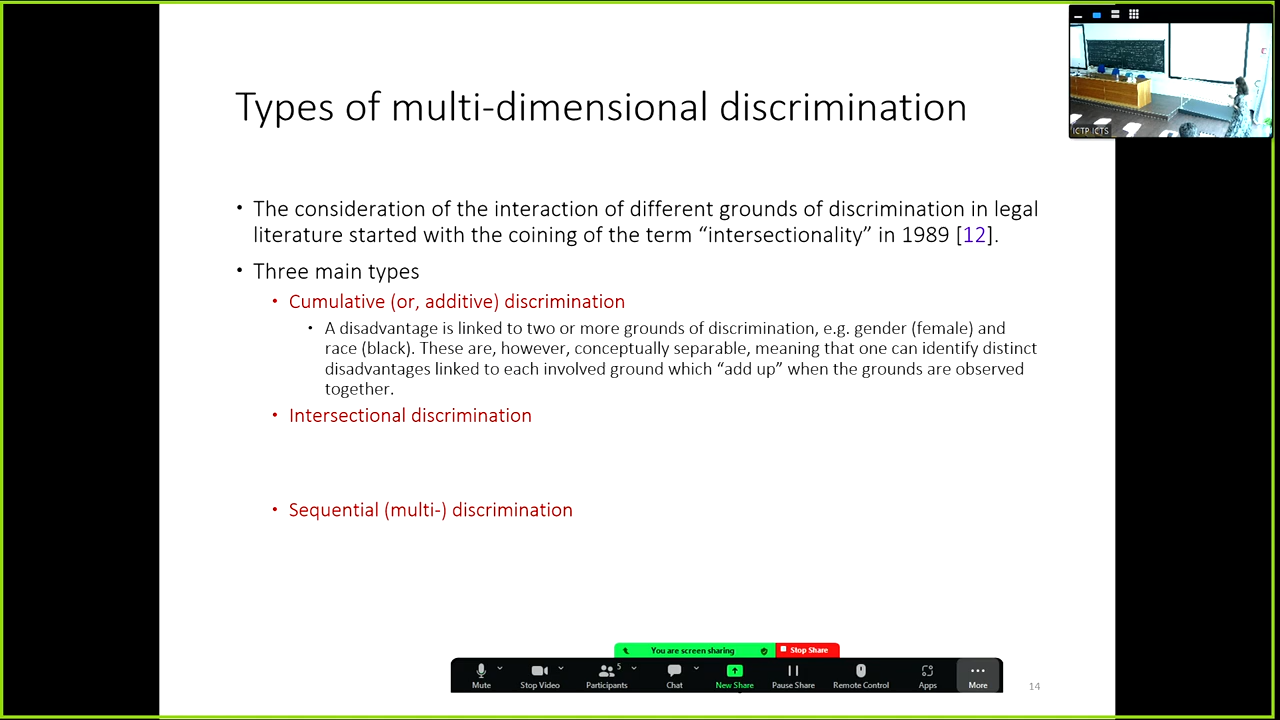 ICTP ICTS
Types of multi-dimensional discrimination
• The consideration of the interaction of different grounds of discrimination in legal
literature started with the coining of the term “intersectionality” in 1989 [12].
• Three main types
• Cumulative (or, additive) discrimination
• A disadvantage is linked to two or more grounds of discrimination, e.g. gender (female) and
race (black). These are, however, conceptually separable, meaning that one can identify distinct
disadvantages linked to each involved ground which “add up” when the grounds are observed
together.
• Intersectional discrimination
• Sequential (multi-) discrimination
You are screen sharing Stop Share
Mute Stop Video Participants 5 Chat New Share Pause Share Remote Control Apps More
14